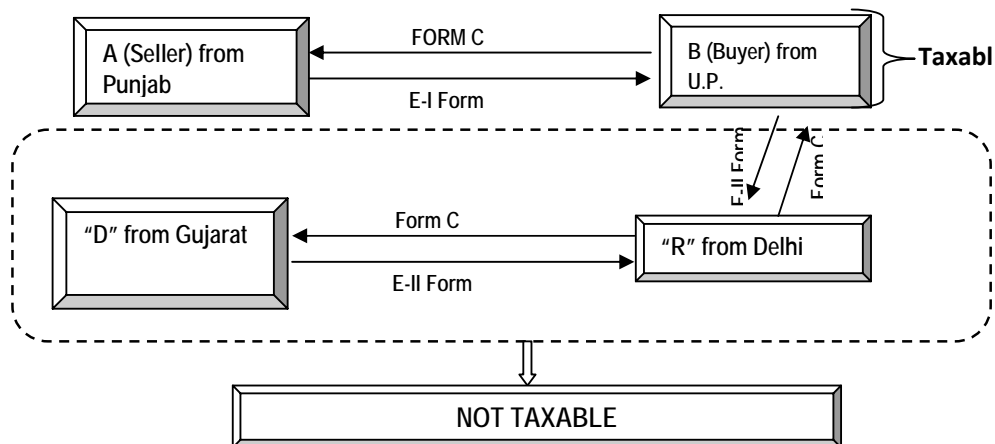 FORM C
A (Seller) from
Punjab
B (Buyer) from
U.P.
Taxabl
E-I Form
E-II Form
Form C
"D" from Gujarat
Form C
"R" from Delhi
E-II Form
NOT TAXABLE